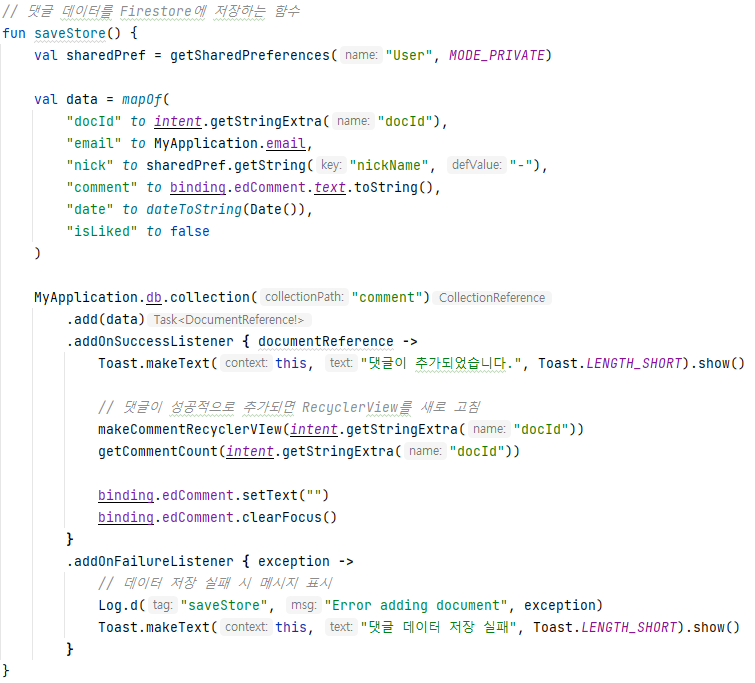 // 댓글 데이터를 Firestore에 저장하는 함수
fun saveStore() {
    val sharedPref = getSharedPreferences( name: "User", MODE_PRIVATE)

    val data = mapOf(
        "docId" to intent.getStringExtra( name: "docId"),
        "email" to MyApplication.email,
        "nick" to sharedPref.getString( key: "nickName", defValue: "-"),
        "comment" to binding.edComment.text.toString(),
        "date" to dateToString(Date()),
        "isLiked" to false
    )

    MyApplication.db.collection( collectionPath: "comment") CollectionReference
        .add(data) Task<DocumentReference!>
        .addOnSuccessListener { documentReference ->
            Toast.makeText( context: this, text: "댓글이 추가되었습니다.", Toast.LENGTH_SHORT).show()

            // 댓글이 성공적으로 추가되면 RecyclerView를 새로 고침
            makeCommentRecyclerVIew(intent.getStringExtra( name: "docId"))
            getCommentCount(intent.getStringExtra( name: "docId"))

            binding.edComment.setText("")
            binding.edComment.clearFocus()
        }
        .addOnFailureListener { exception ->
            // 데이터 저장 실패 시 메시지 표시
            Log.d( tag: "saveStore", msg: "Error adding document", exception)
            Toast.makeText( context: this, text: "댓글 데이터 저장 실패", Toast.LENGTH_SHORT).show()
        }
}